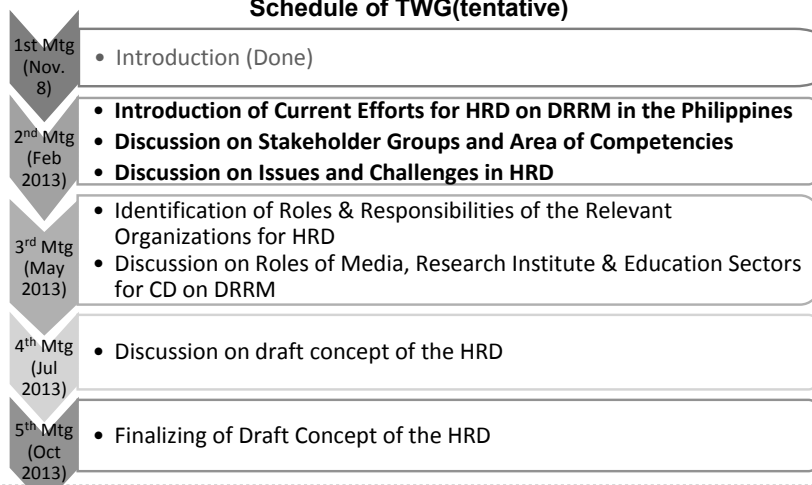 Schedule of TWG(tentative)
1st Mtg
(Nov.
8)
• Introduction (Done)
2nd Mtg
(Feb
2013)
• Introduction of Current Efforts for HRD on DRRM in the Philippines
• Discussion on Stakeholder Groups and Area of Competencies
• Discussion on Issues and Challenges in HRD
3rd Mtg
(May
2013)
• Identification of Roles & Responsibilities of the Relevant
Organizations for HRD
• Discussion on Roles of Media, Research Institute & Education Sectors
for CD on DRRM
4th Mtg
(Jul
2013)
• Discussion on draft concept of the HRD
5th Mtg
(Oct
2013)
• Finalizing of Draft Concept of the HRD